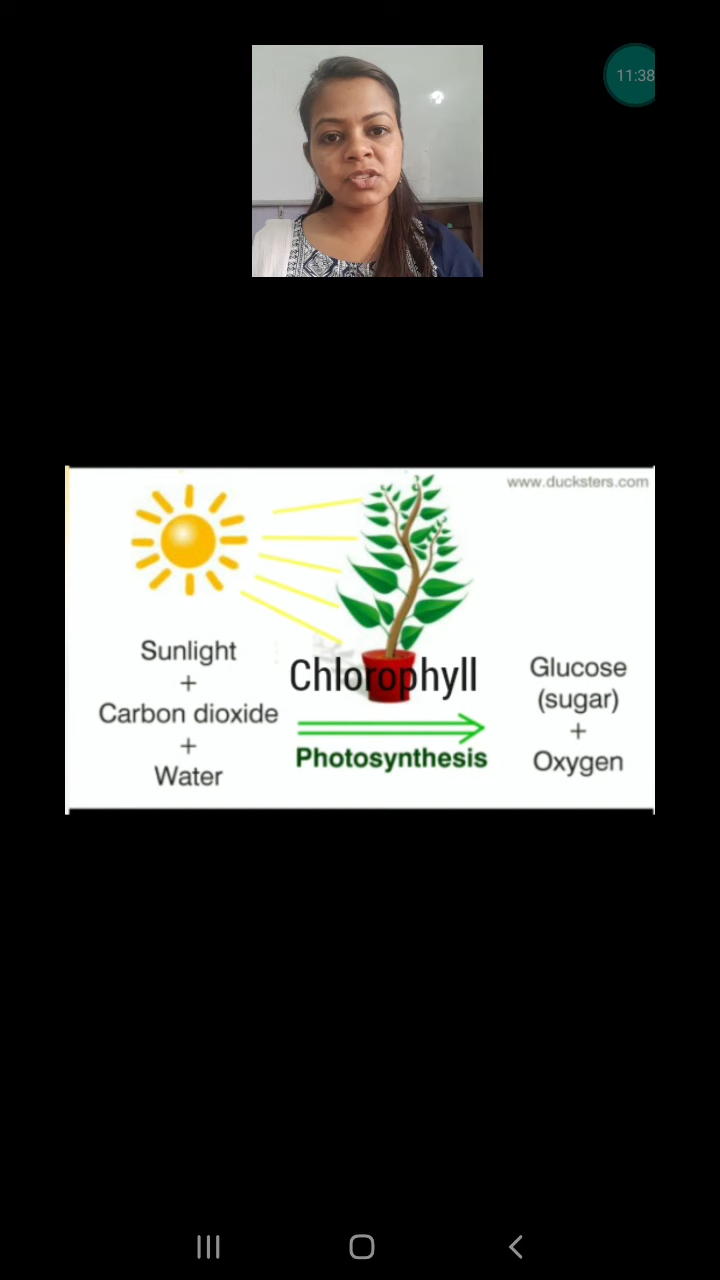 11:38
www.ducksters.com
Sunlight
+
Carbon dioxide
+
Water
Chlorophyll
Photosynthesis
Glucose
(sugar)
+
Oxygen